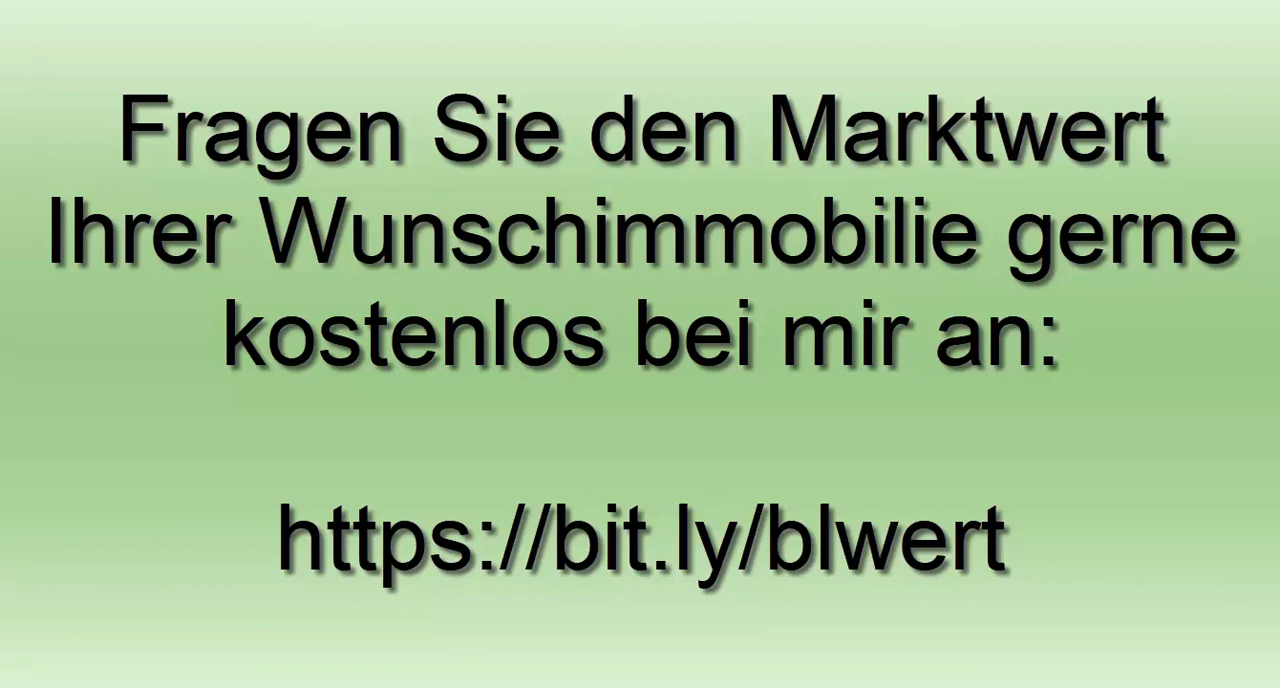 Fragen Sie den Marktwert
Ihrer Wunschimmobilie gerne
kostenlos bei mir an:
https://bit.ly/blwert